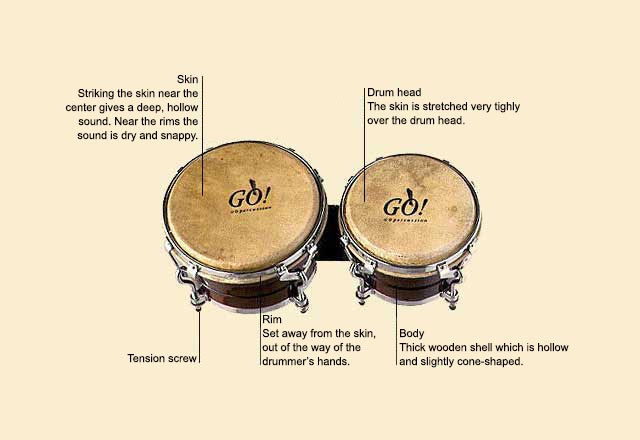 Skin
Striking the skin near the
center gives a deep, hollow
sound. Near the rims the
sound is dry and snappy.
Drum head
The skin is stretched very tighly
over the drum head.
GO!
GOpercussion
GO!
GOpercussion
Rim
Set away from the skin,
out of the way of the
drummer's hands.
Body
Thick wooden shell which is hollow
and slightly cone-shaped.
Tension screw